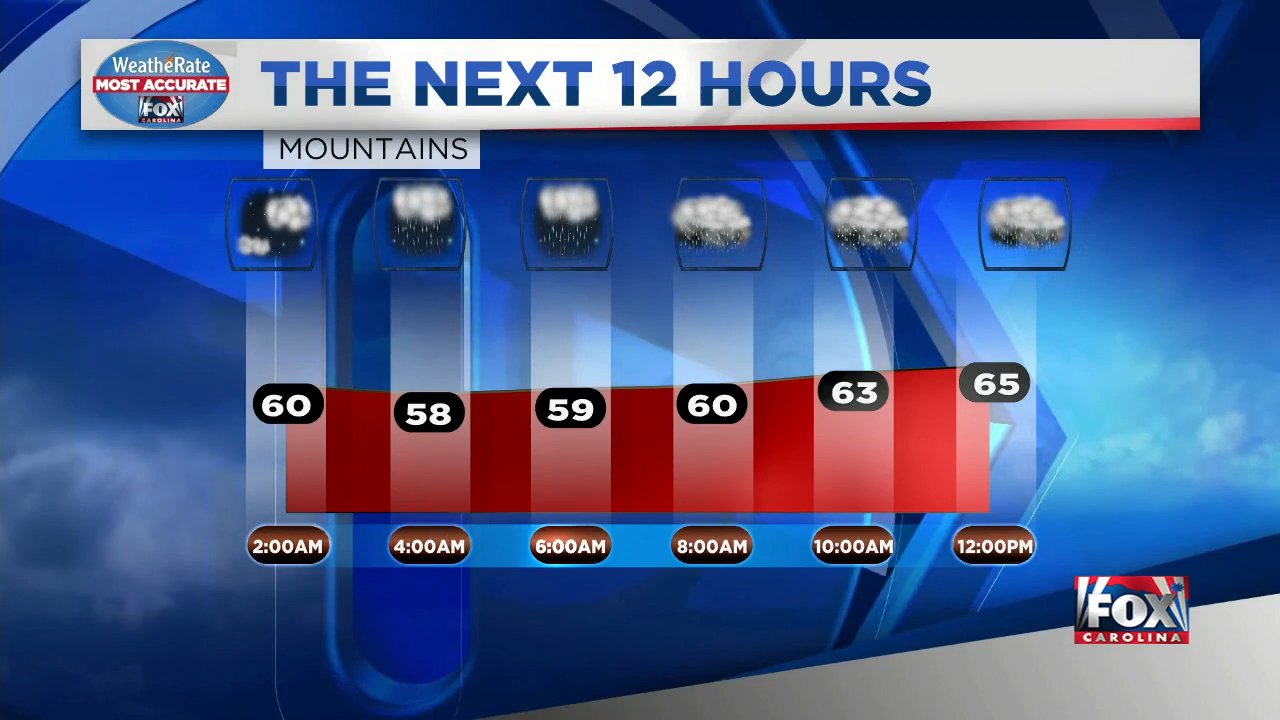 WeatheRate
MOST ACCURATE
FOX
CAROLINA
THE NEXT 12 HOURS
MOUNTAINS
60
58
59
60
63
65
2:00AM
4:00AM
6:00AM
8:00AM
10:00AM
12:00PM
FOX
CAROLINA